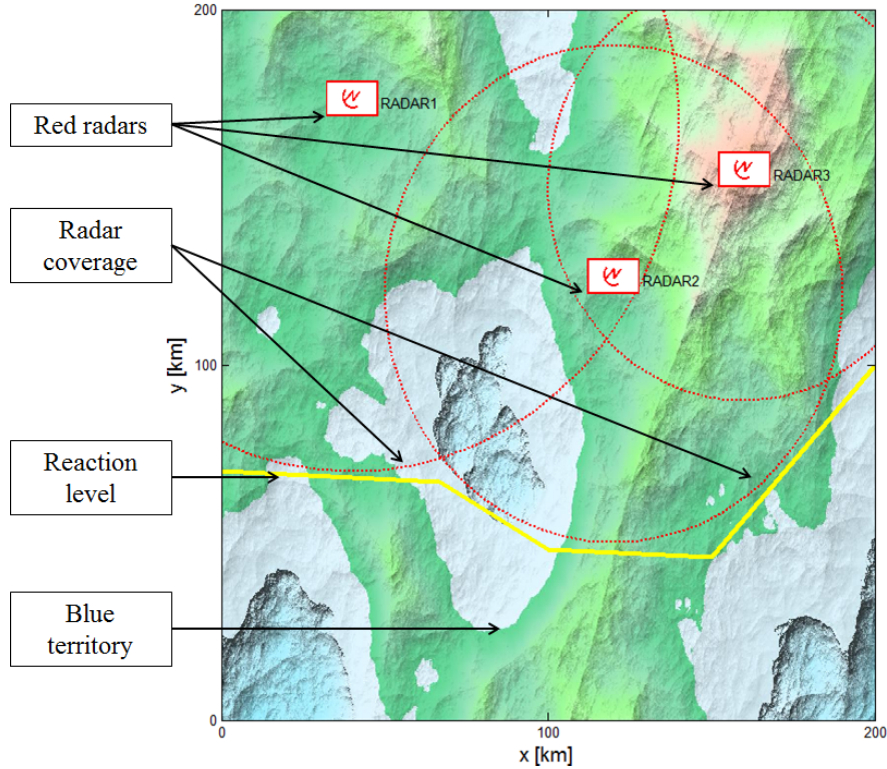 200
RADAR1
Red radars
RADAR3
Radar
coverage
RADAR2
y [km]
100
Reaction
level
Blue
territory
0
0
100
200
x [km]